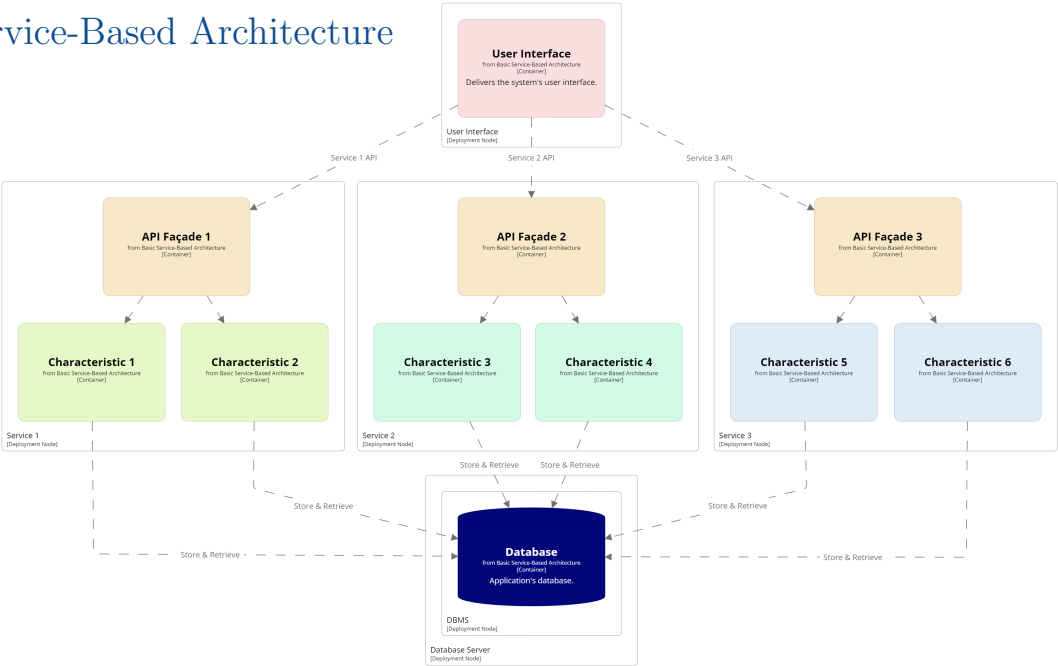 rvice-Based Architecture
User Interface
from Basic Service-Based Architecture
[Container]
Delivers the system's user interface.
User Interface
[Deployment Node]
Service 1 API
Service 2 API
Service 3 API
API Façade 1
from Basic Service-Based Architecture
[Container]
API Façade 2
from Basic Service-Based Architecture
[Container]
API Façade 3
from Basic Service-Based Architecture
[Container]
Characteristic 1
from Basic Service-Based Architecture
[Container]
Characteristic 2
from Basic Service-Based Architecture
[Container]
Characteristic 3
from Basic Service-Based Architecture
[Container]
Characteristic 4
from Basic Service-Based Architecture
[Container]
Characteristic 5
from Basic Service-Based Architecture
[Container]
Characteristic 6
from Basic Service-Based Architecture
[Container]
Service 1
[Deployment Node]
Service 2
[Deployment Node]
Service 3
[Deployment Node]
Store & Retrieve
Store & Retrieve
Store & Retrieve
Store & Retrieve
Store & Retrieve
Store & Retrieve
Database
from Basic Service-Based Architecture
[Container]
Application's database.
DBMS
[Deployment Node]
Database Server
[Deployment Node]